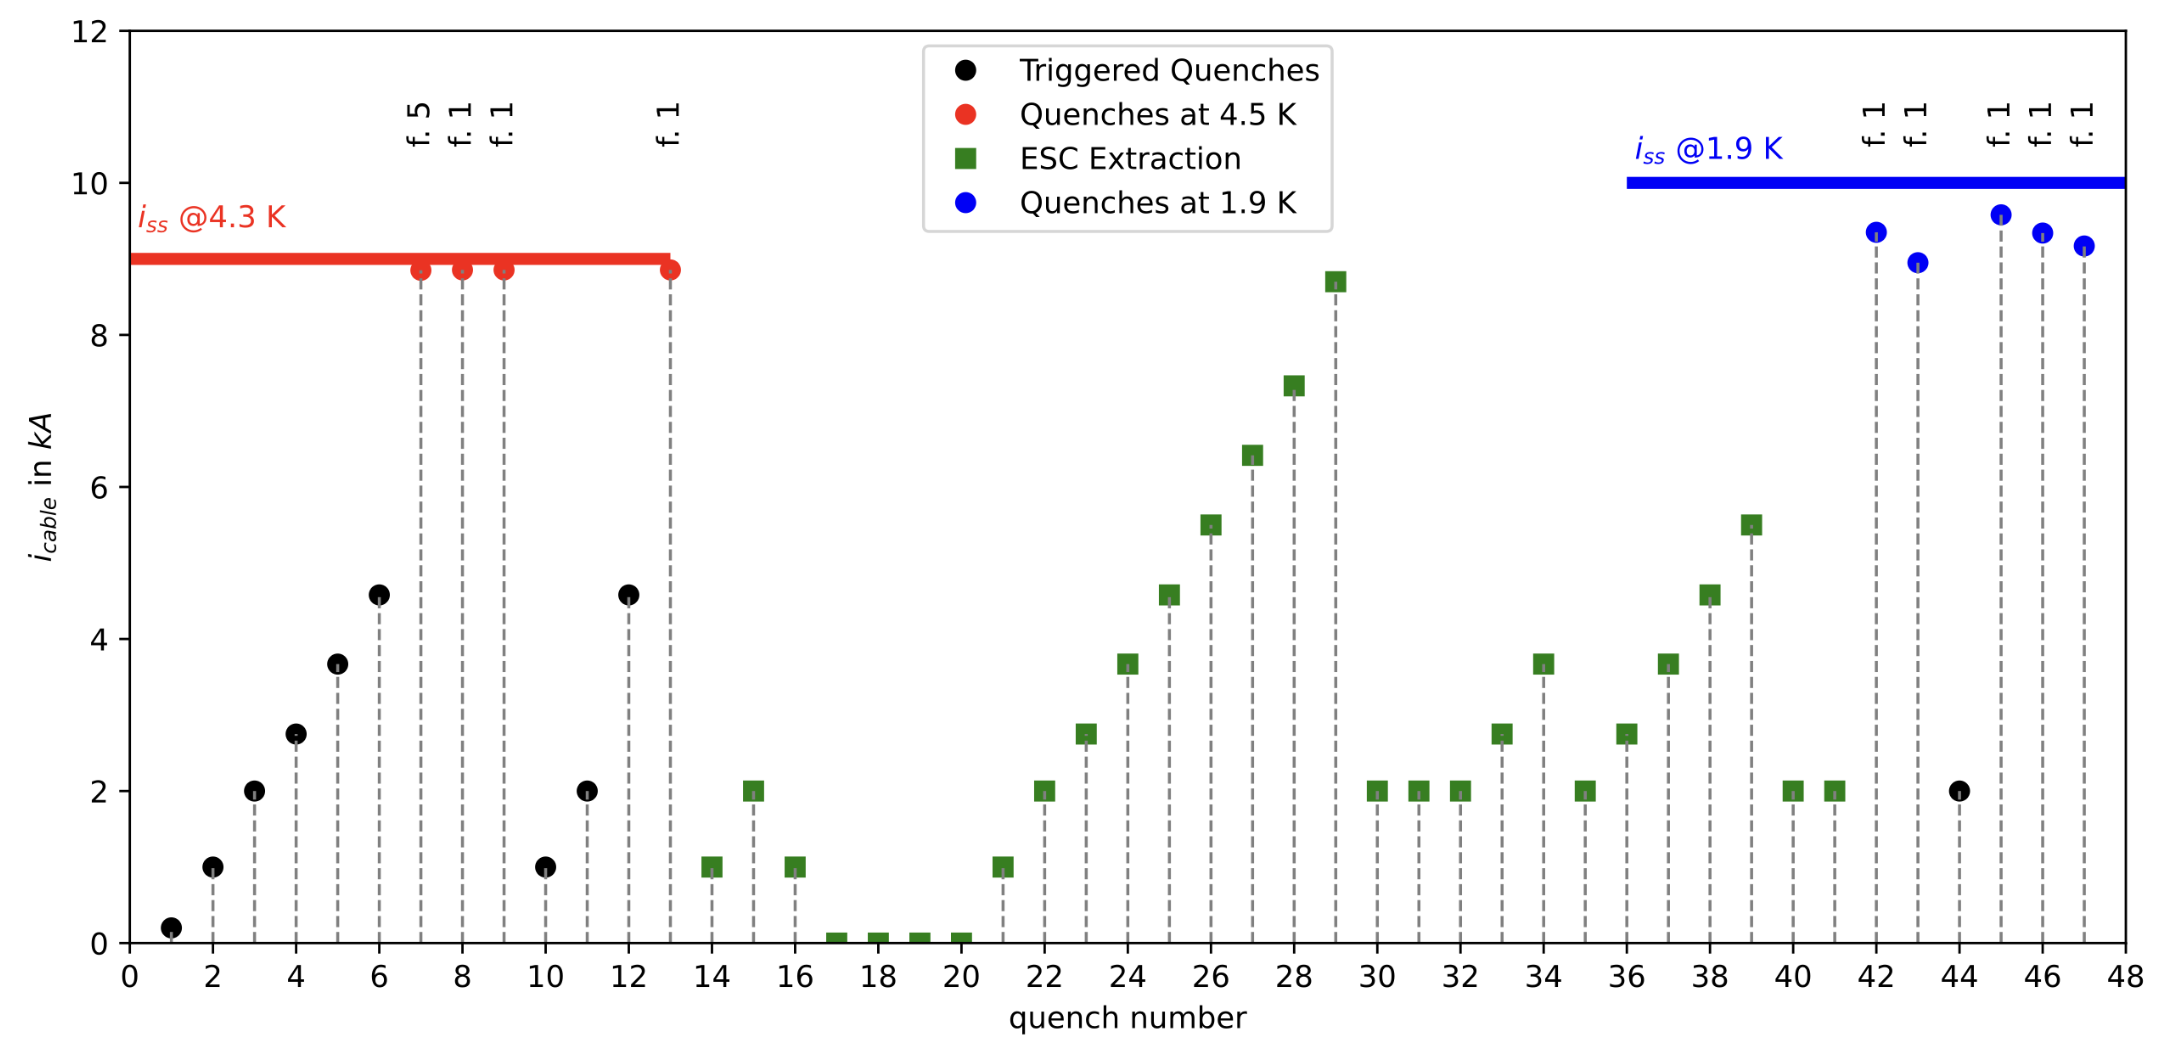 12
10
8
6
4
2
0
i_cable in kA
f. 5
f. 1
f. 1
f. 1
i_ss @4.3 K
Triggered Quenches
Quenches at 4.5 K
ESC Extraction
Quenches at 1.9 K
i_ss @1.9 K
f. 1
f. 1
f. 1
f. 1
f. 1
0 2 4 6 8 10 12 14 16 18 20 22 24 26 28 30 32 34 36 38 40 42 44 46 48
quench number